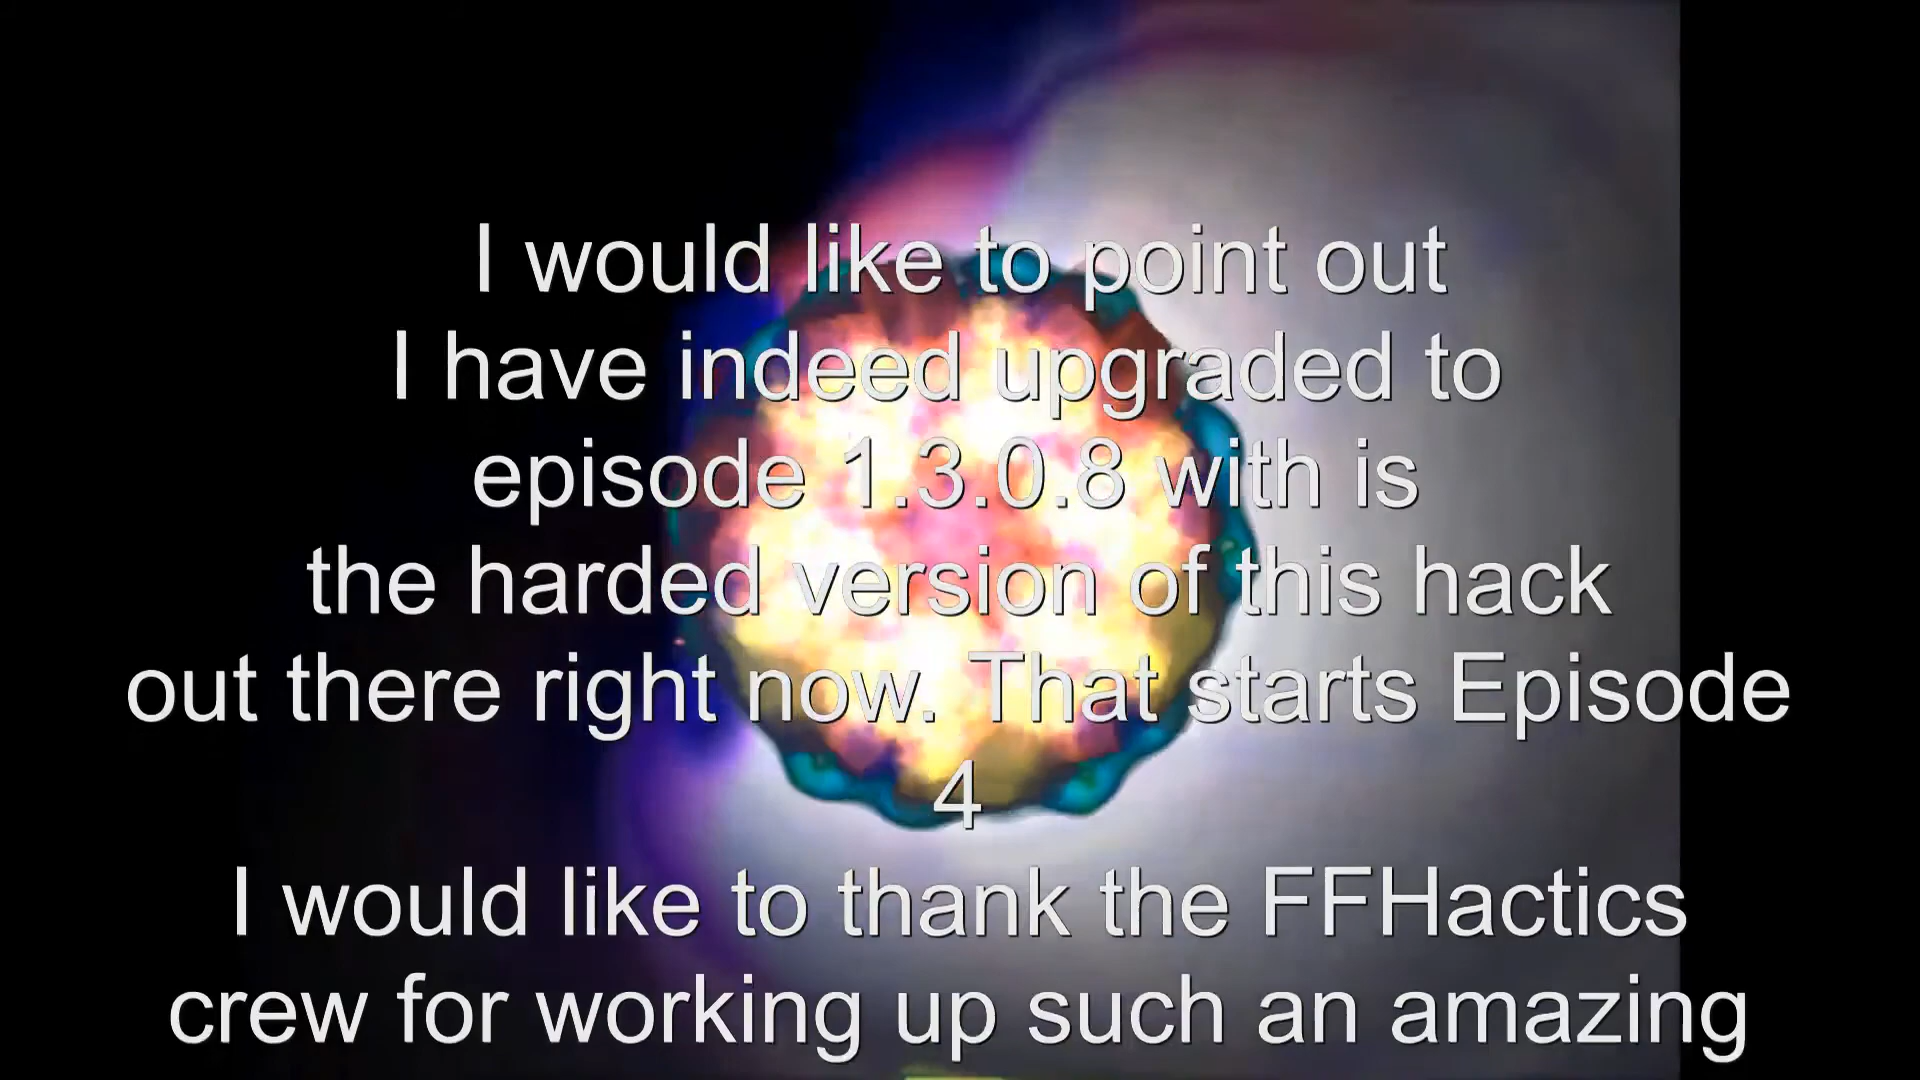 I would like to point out
I have indeed upgraded to
episode 1.3.0.8 with is
the harded version of this hack
out there right now. That starts Episode
4
I would like to thank the FFHactics
crew for working up such an amazing